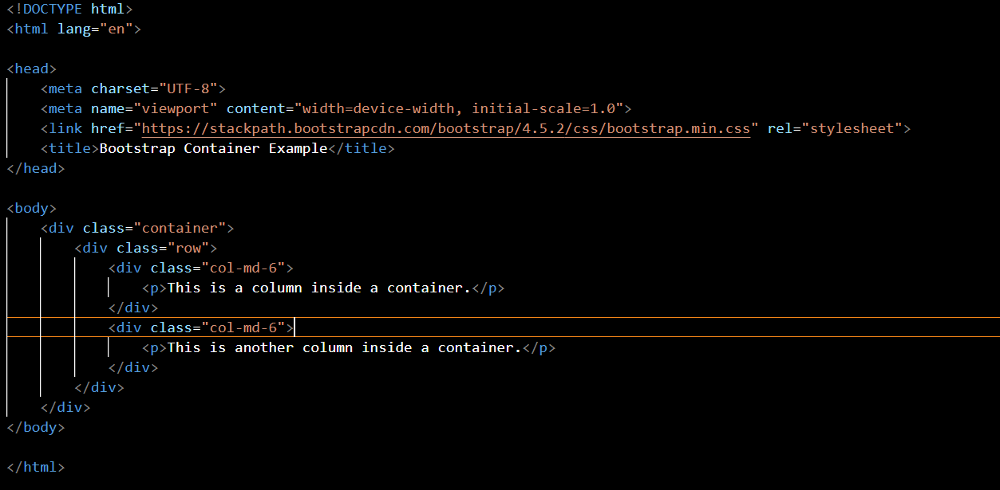 <!DOCTYPE html>
<html lang="en">
<head>
<meta charset="UTF-8">
<meta name="viewport" content="width=device-width, initial-scale=1.0">
<link href="https://stackpath.bootstrapcdn.com/bootstrap/4.5.2/css/bootstrap.min.css" rel="stylesheet">
<title>Bootstrap Container Example</title>
</head>
<body>
<div class="container">
<div class="row">
<div class="col-md-6">
<p>This is a column inside a container.</p>
</div>
<div class="col-md-6">
<p>This is another column inside a container.</p>
</div>
</div>
</div>
</body>
</html>